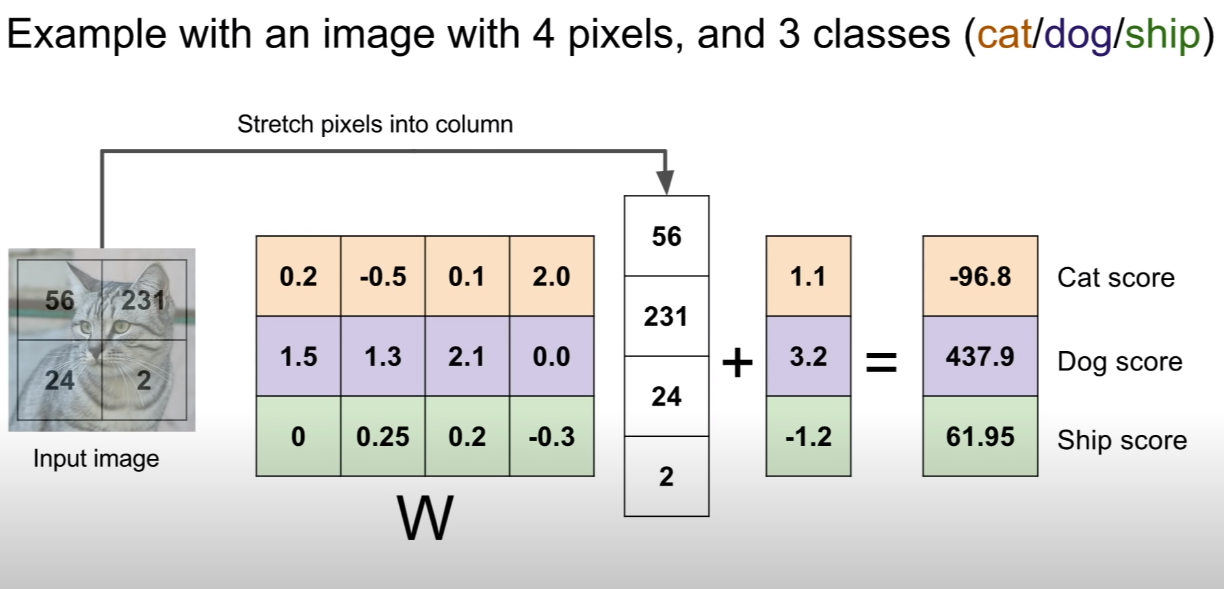 Example with an image with 4 pixels, and 3 classes (cat/dog/ship)
Stretch pixels into column
56 231
24 2
Input image
0.2 -0.5 0.1 2.0
1.5 1.3 2.1 0.0
0 0.25 0.2 -0.3
W
56
231
24
2
+
1.1
3.2
-1.2
=
-96.8 Cat score
437.9 Dog score
61.95 Ship score